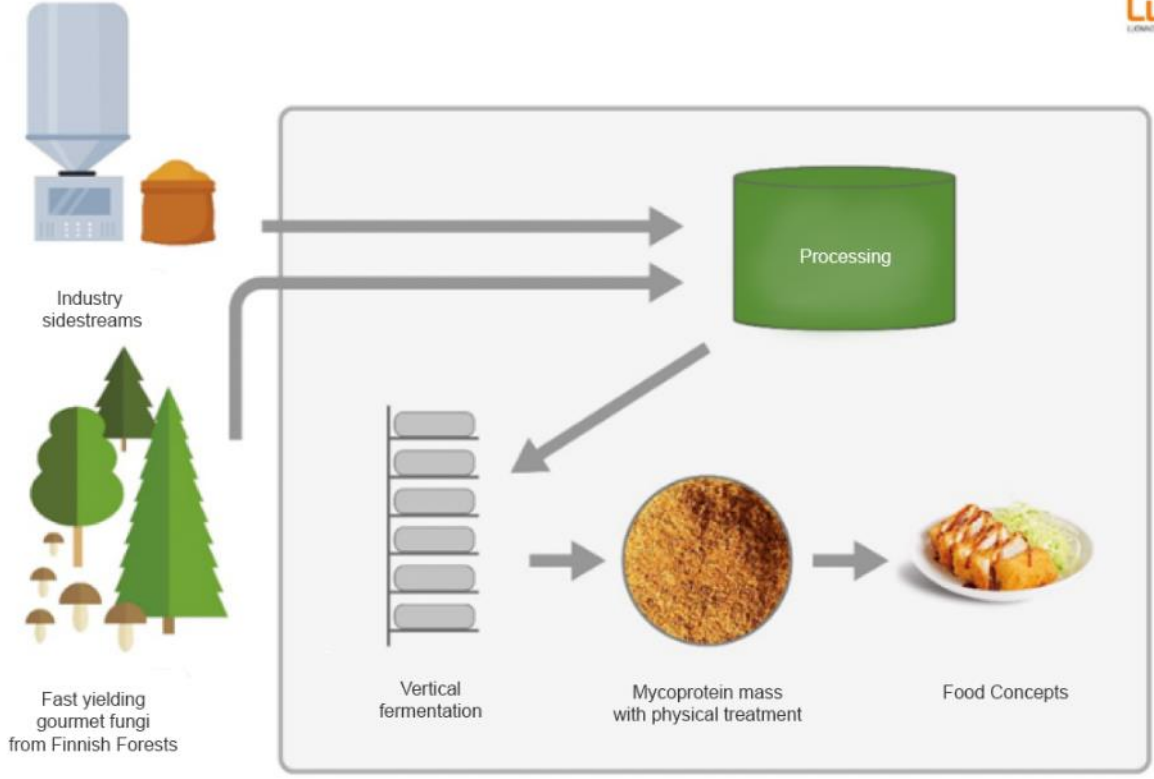 Industry
sidestreams
Processing
Fast yielding
gourmet fungi
from Finnish Forests
Vertical
fermentation
Mycoprotein mass
with physical treatment
Food Concepts